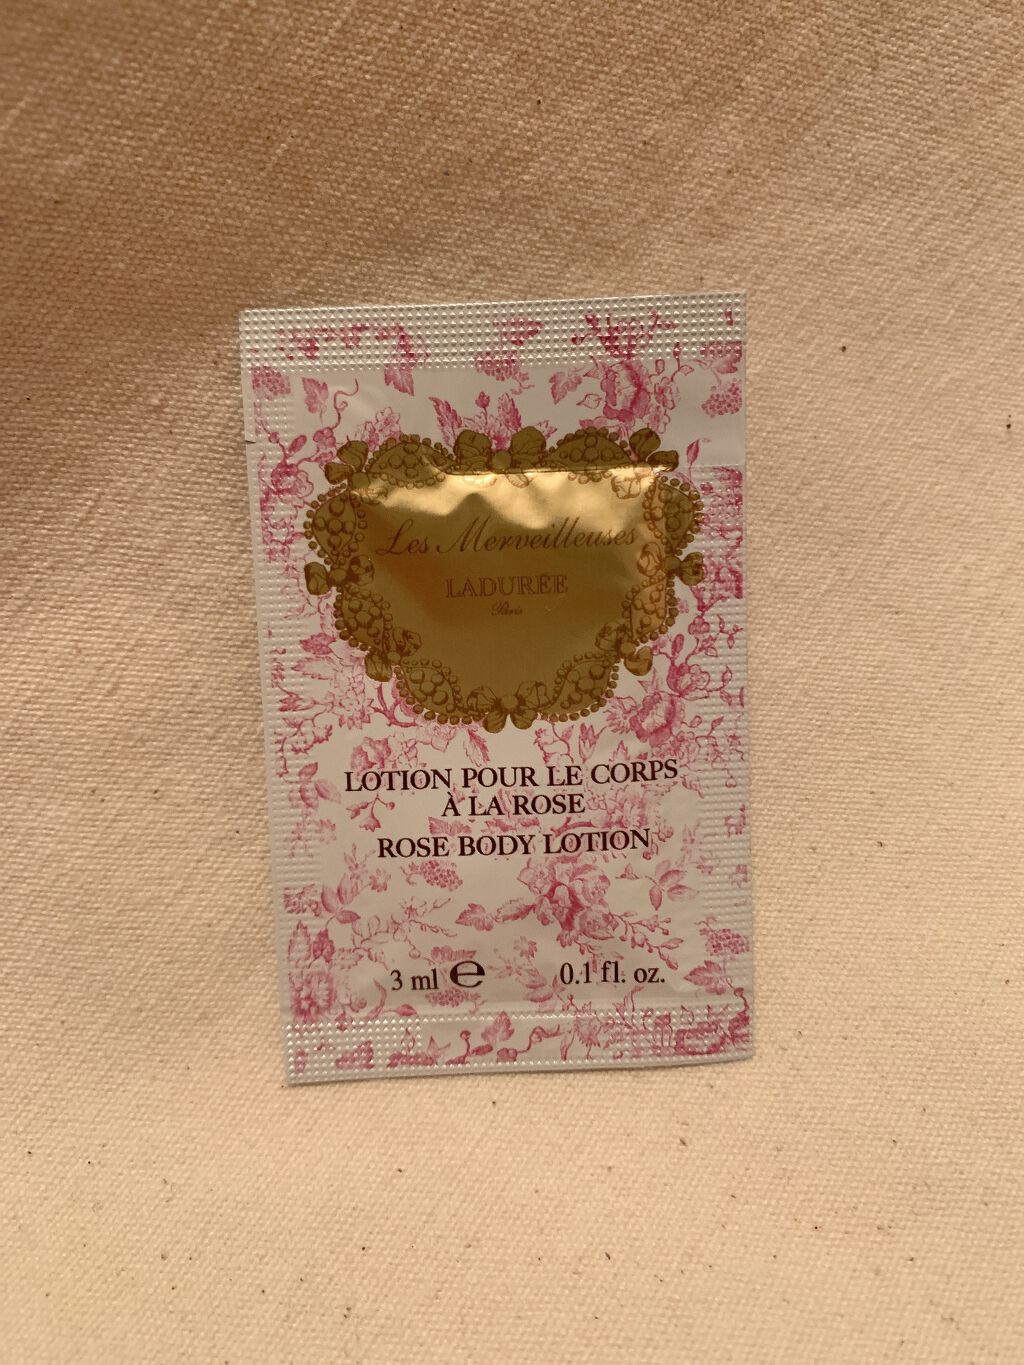 Les Merveilleuses
LADURÉE
Paris
LOTION POUR LE CORPS
À LA ROSE
ROSE BODY LOTION
3 ml ℮ 0.1 fl. oz.